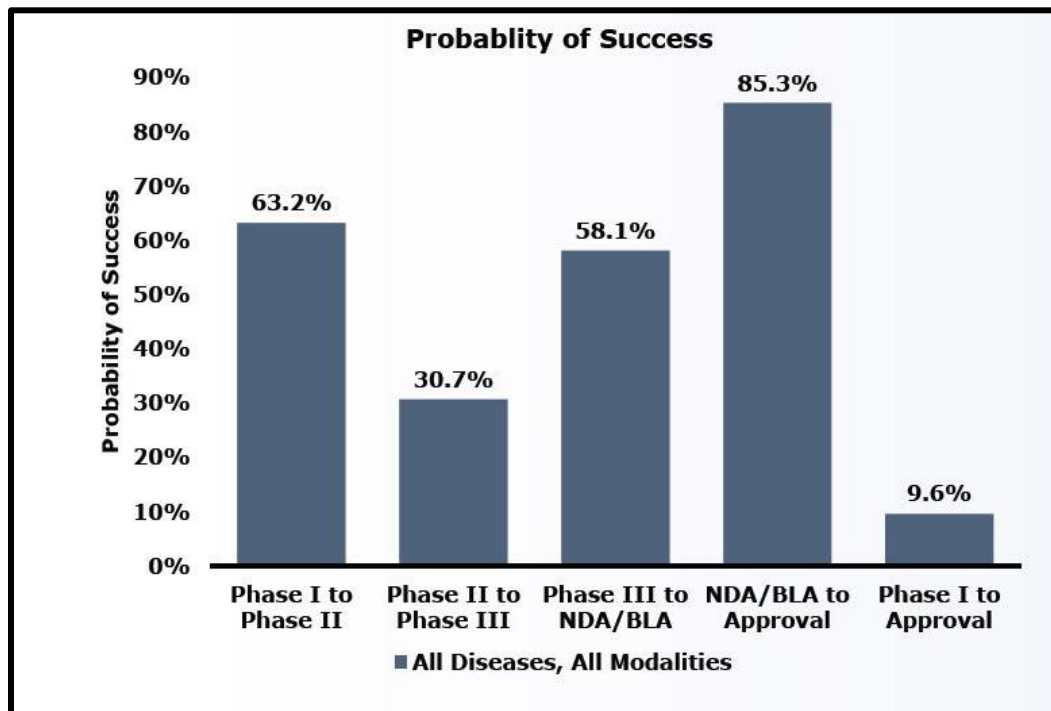 Probablity of Success
90%
80%
70%
60%
50%
40%
30%
20%
10%
0%
Probability of Success
63.2%
30.7%
58.1%
85.3%
9.6%
Phase I to
Phase II
Phase II to
Phase III
Phase III to
NDA/BLA
NDA/BLA to
Approval
Phase I to
Approval
All Diseases, All Modalities